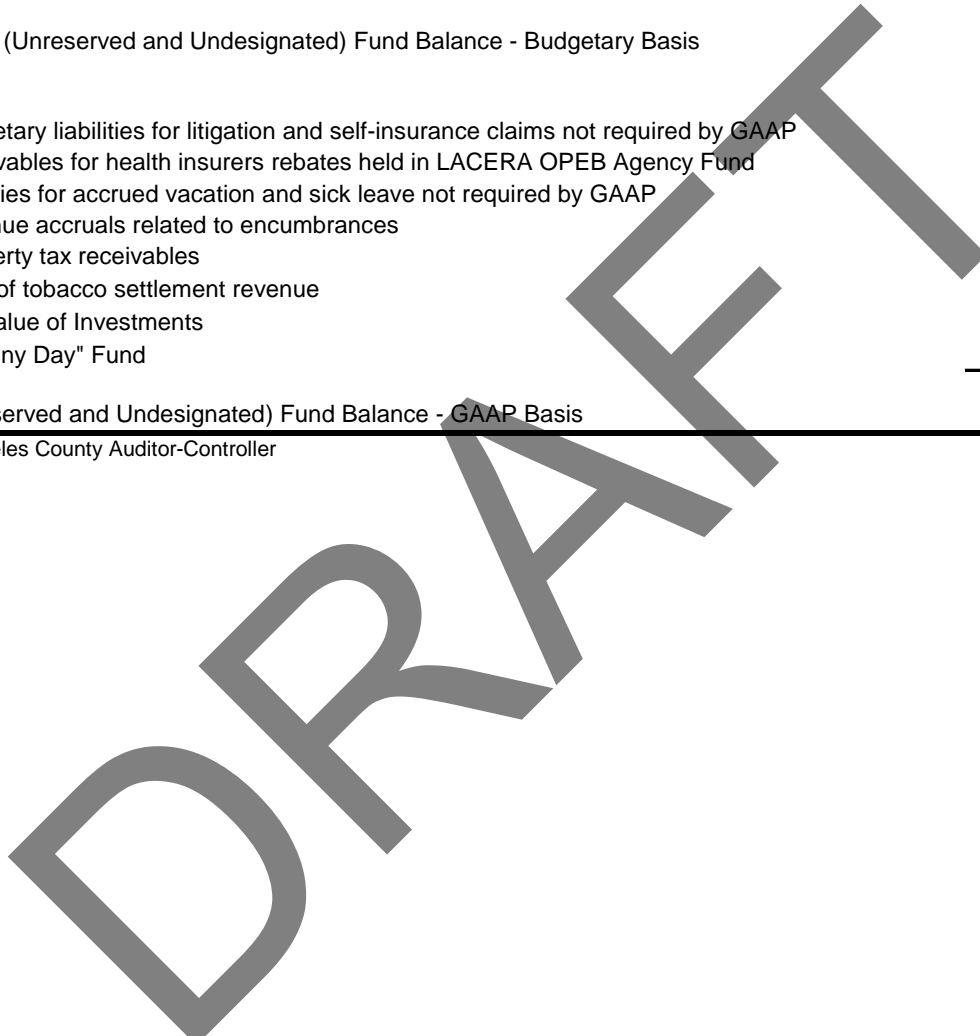 (Unreserved and Undesignated) Fund Balance - Budgetary Basis
etary liabilities for litigation and self-insurance claims not required by GAAP
vables for health insurers rebates held in LACERA OPEB Agency Fund
ies for accrued vacation and sick leave not required by GAAP
nue accruals related to encumbrances
erty tax receivables
of tobacco settlement revenue
alue of Investments
ny Day" Fund
served and Undesignated) Fund Balance - GAAP Basis
eles County Auditor-Controller
DRAFT